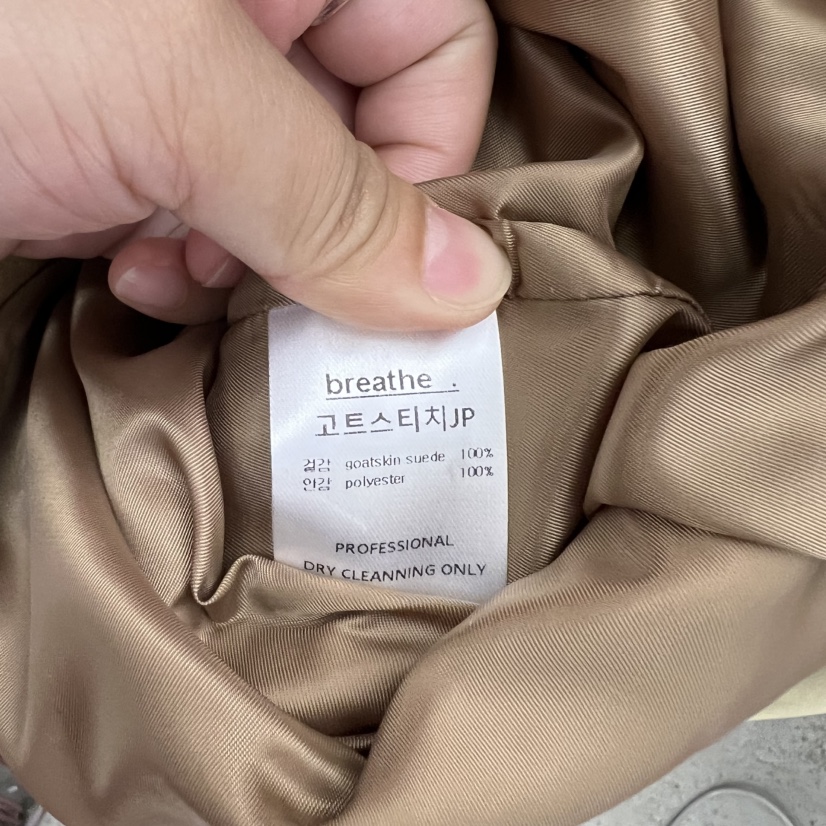 breathe .
고트스티치JP
겉감 goatskin suede 100%
안감 polyester 100%
PROFESSIONAL
DRY CLEANNING ONLY